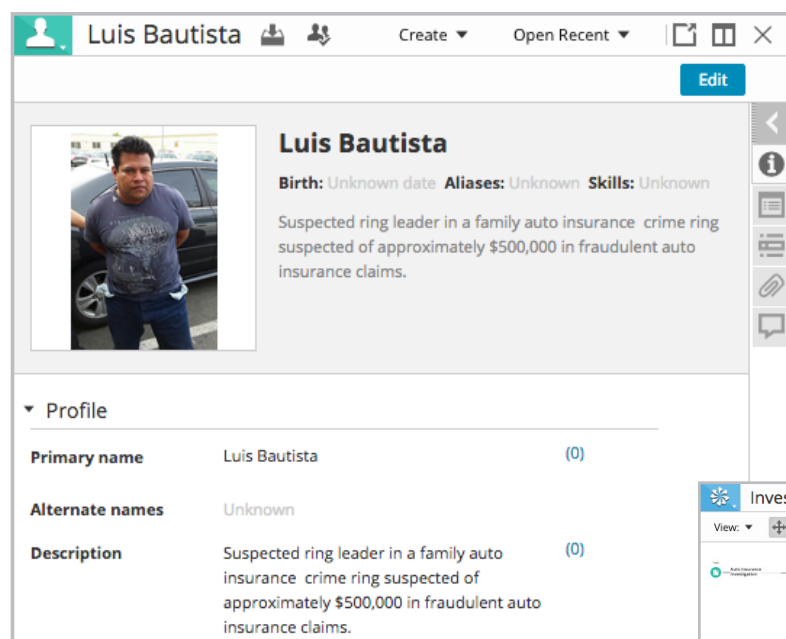 Luis Bautista Create Open Recent
Edit
Luis Bautista
Birth: Unknown date Aliases: Unknown Skills: Unknown
Suspected ring leader in a family auto insurance crime ring
suspected of approximately $500,000 in fraudulent auto
insurance claims.
Profile
Primary name Luis Bautista (0)
Alternate names Unknown
Description Suspected ring leader in a family auto (0)
insurance crime ring suspected of
approximately $500,000 in fraudulent auto
insurance claims.
Inves
View:
Auto Insurance
Investigation